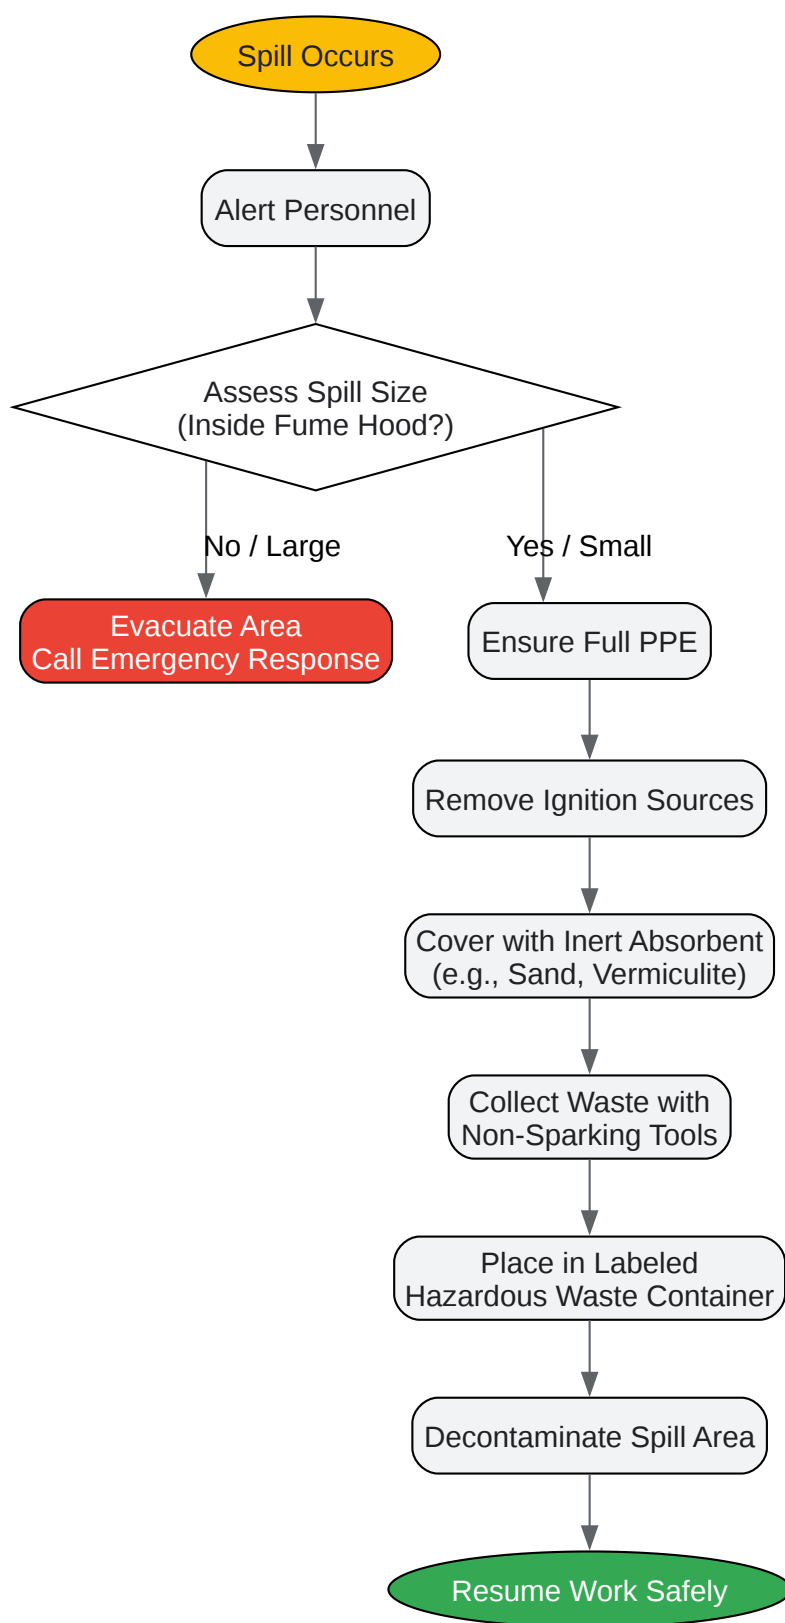 Spill Occurs
Alert Personnel
Assess Spill Size
(Inside Fume Hood?)
No / Large
Yes / Small
Evacuate Area
Call Emergency Response
Ensure Full PPE
Remove Ignition Sources
Cover with Inert Absorbent
(e.g., Sand, Vermiculite)
Collect Waste with
Non-Sparking Tools
Place in Labeled
Hazardous Waste Container
Decontaminate Spill Area
Resume Work Safely